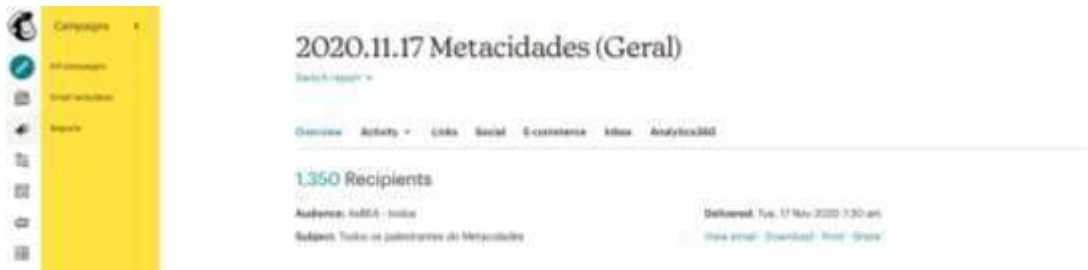 Campaigns
All campaigns
Email templates
Reports
2020.11.17 Metacidades (Geral)
Switch report
Overview Activity Links Social E-commerce Inbox Analytics360
1,350 Recipients
Audience: AsBEA - todos
Delivered: Tue, 17 Nov 2020 7:30 am
Subject: Todos os palestrantes do Metacidades
View email · Download · Print · Share